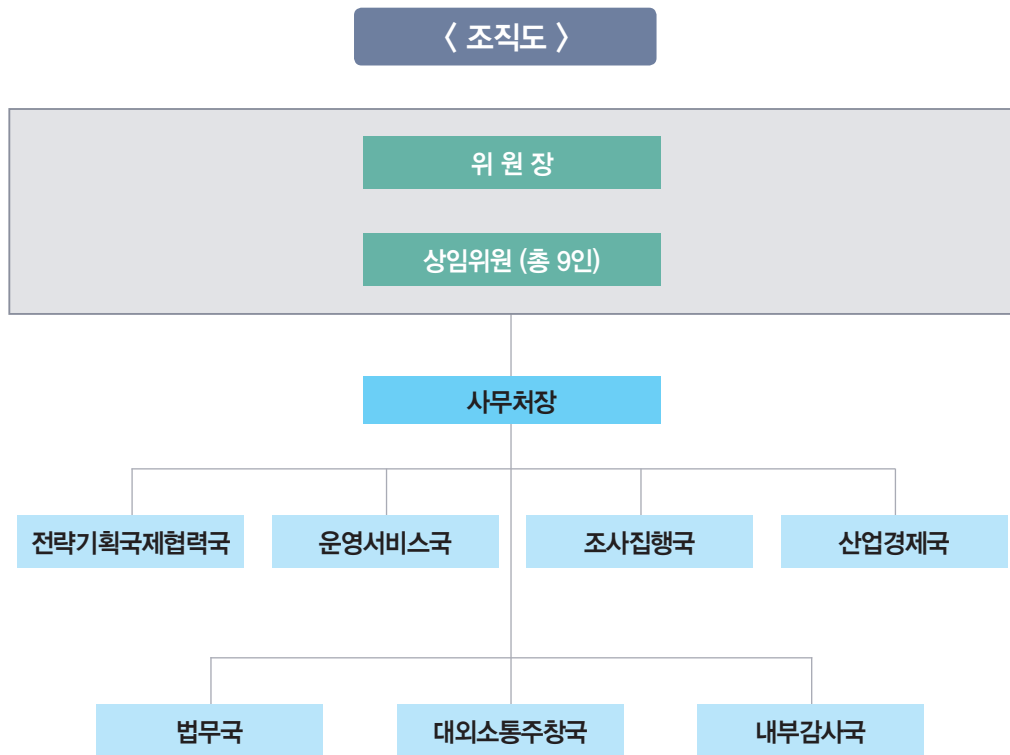 〈 조직도 〉
위 원 장
상임위원 (총 9인)
사무처장
전략기획국제협력국
운영서비스국
조사집행국
산업경제국
법무국
대외소통주창국
내부감사국